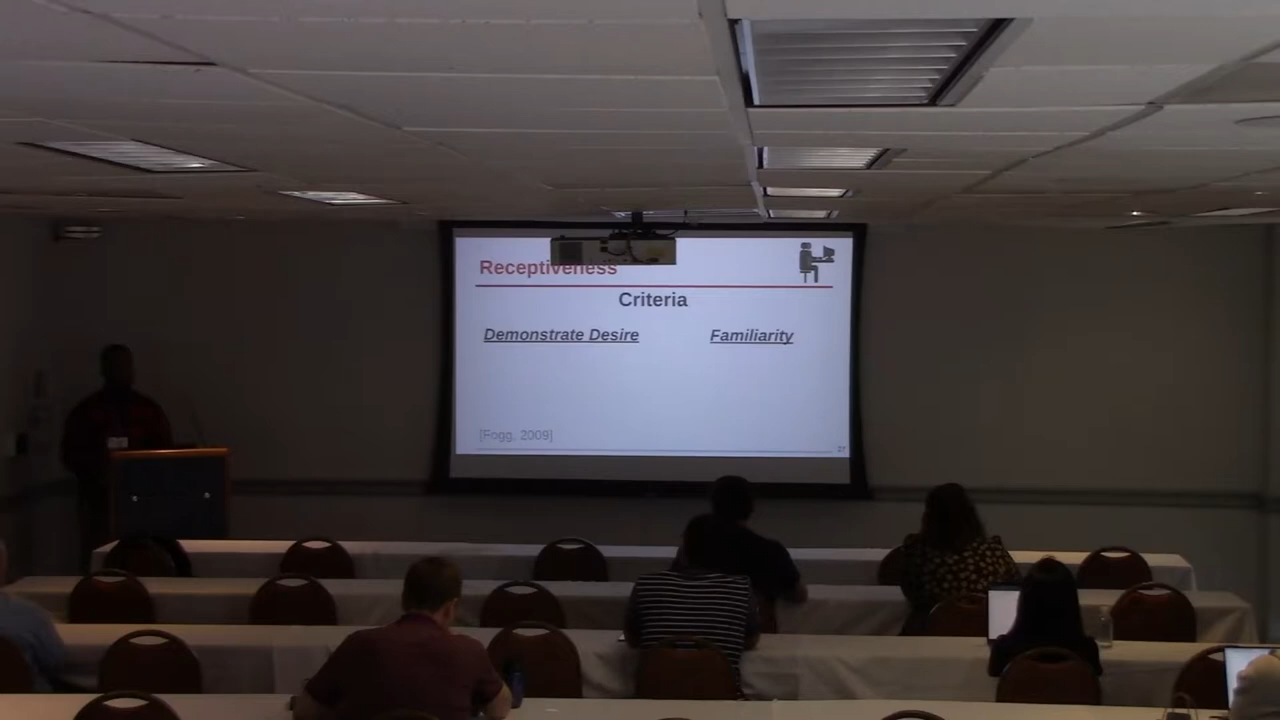 Receptiveness
Criteria
Demonstrate Desire
Familiarity
[Fogg, 2009]